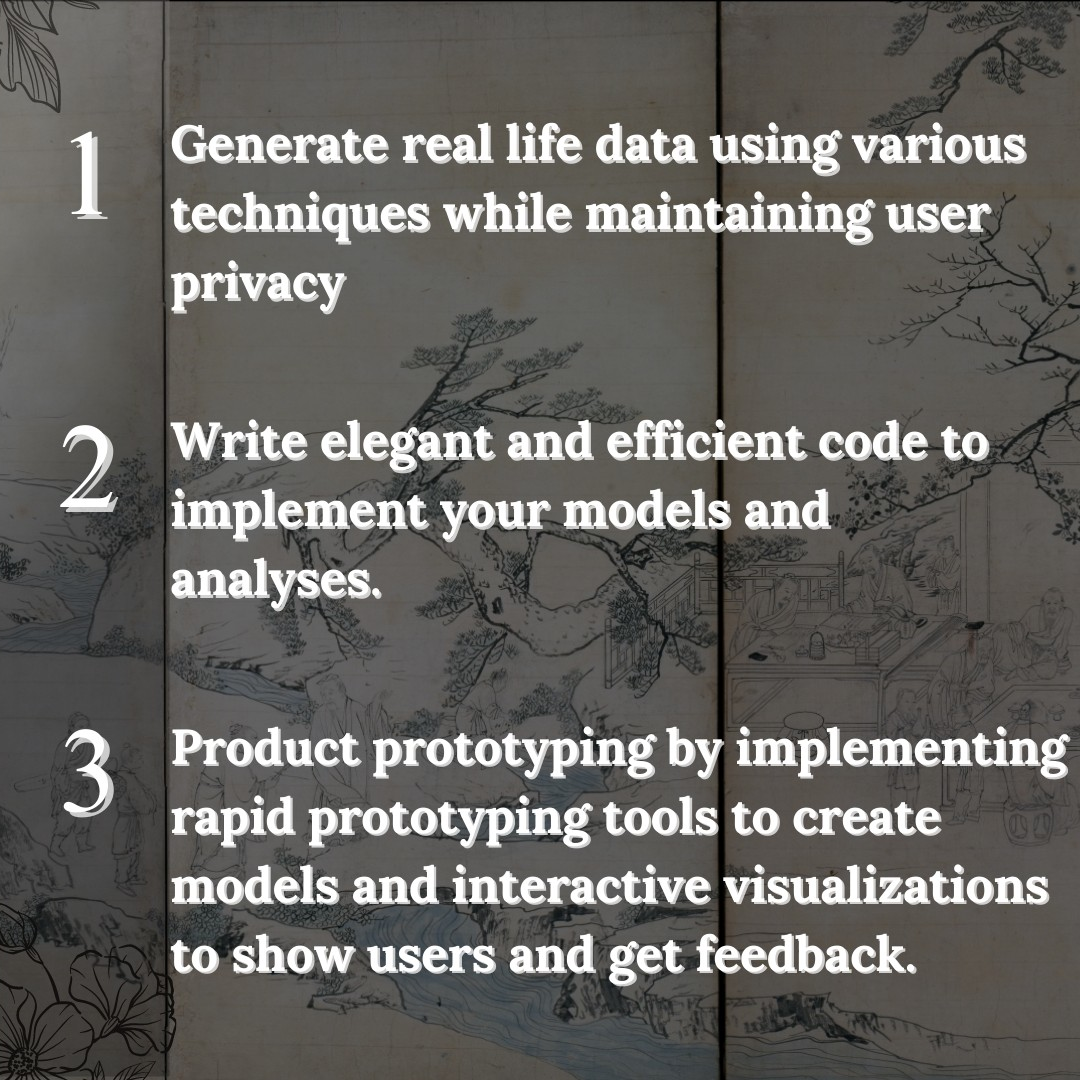 1
Generate real life data using various
techniques while maintaining user
privacy
2
Write elegant and efficient code to
implement your models and
analyses.
3
Product prototyping by implementing
rapid prototyping tools to create
models and interactive visualizations
to show users and get feedback.